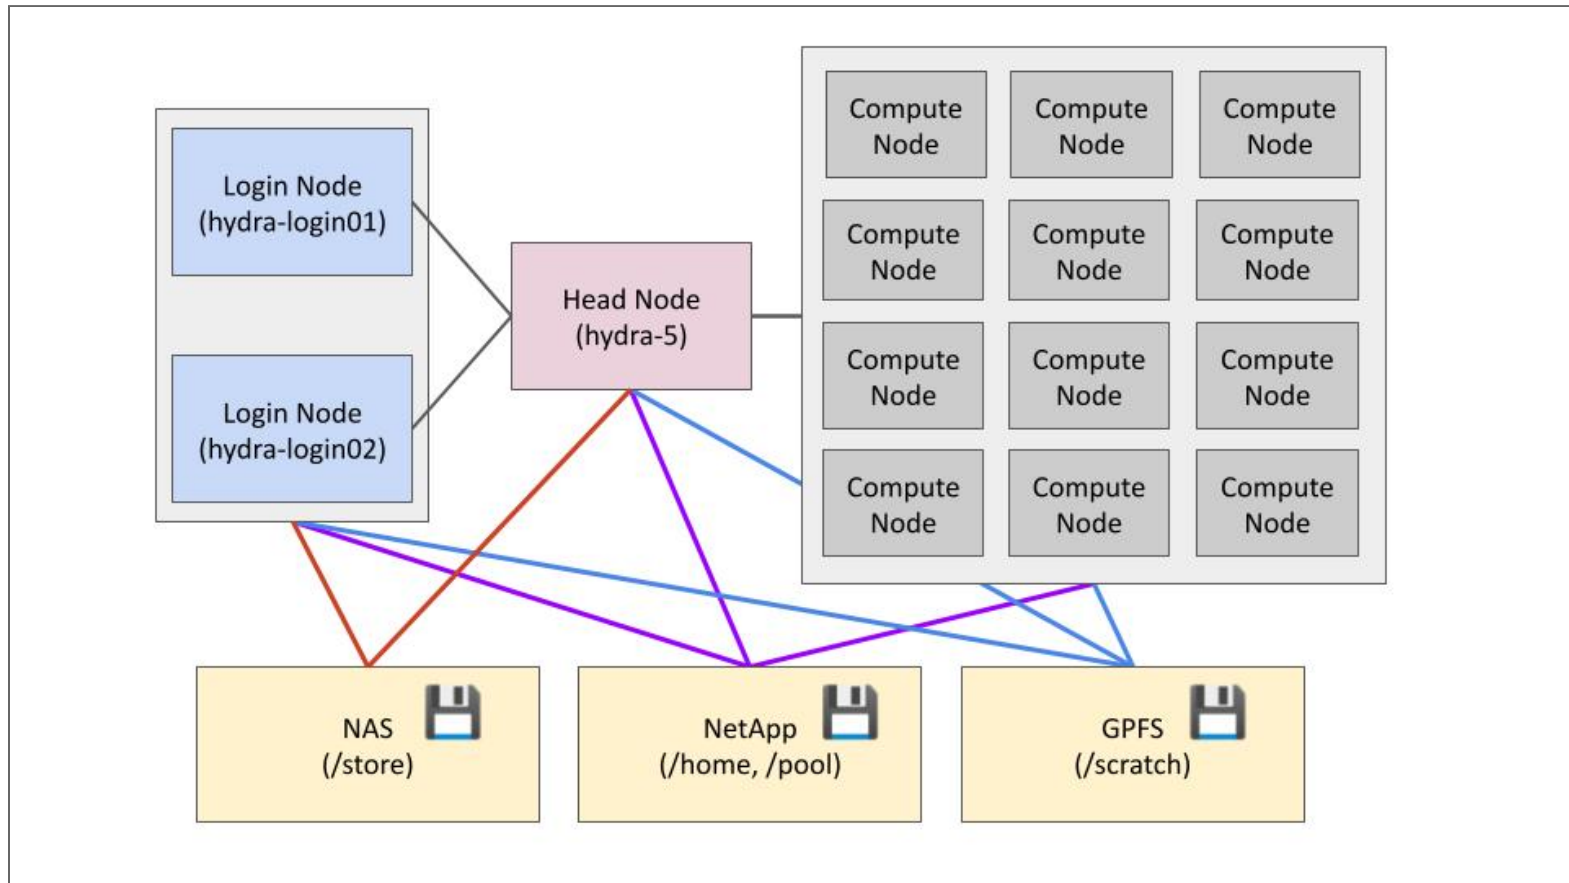 Login Node
(hydra-login01)
Login Node
(hydra-login02)
Head Node
(hydra-5)
Compute
Node
Compute
Node
Compute
Node
Compute
Node
Compute
Node
Compute
Node
Compute
Node
Compute
Node
Compute
Node
Compute
Node
Compute
Node
Compute
Node
NAS
(/store)
NetApp
(/home, /pool)
GPFS
(/scratch)